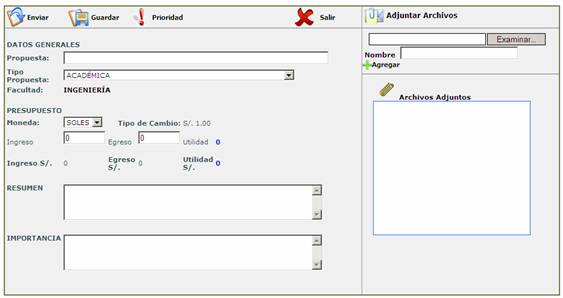 Enviar Guardar Prioridad Salir
DATOS GENERALES
Propuesta:
Tipo Propuesta: ACADÉMICA
Facultad: INGENIERÍA
PRESUPUESTO
Moneda: SOLES Tipo de Cambio: S/. 1.00
Ingreso 0 Egreso 0 Utilidad 0
Ingreso S/. 0 Egreso S/. 0 Utilidad S/. 0
RESUMEN
IMPORTANCIA
Adjuntar Archivos
Examinar...
Nombre
Agregar
Archivos Adjuntos